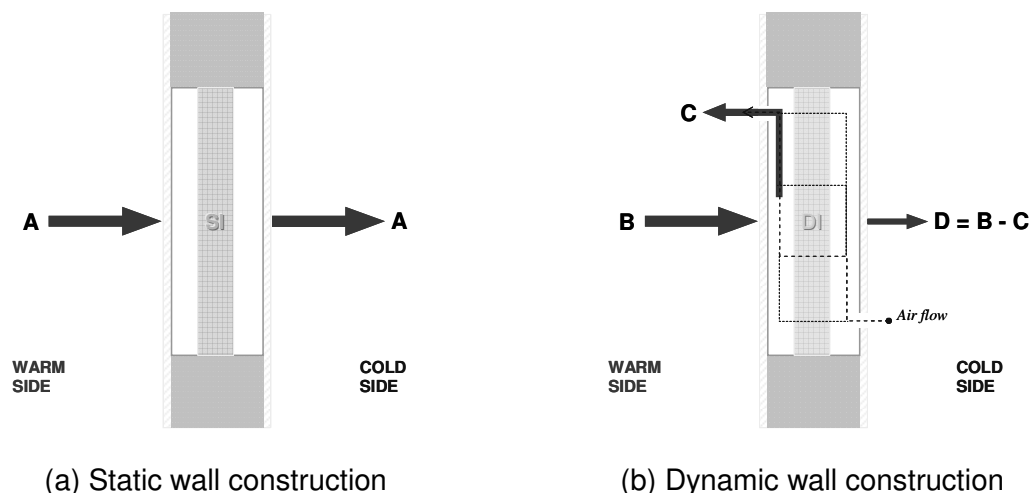 A
SI
A
WARM
SIDE
COLD
SIDE
(a) Static wall construction
C
B
DI
D = B - C
Air flow
WARM
SIDE
COLD
SIDE
(b) Dynamic wall construction